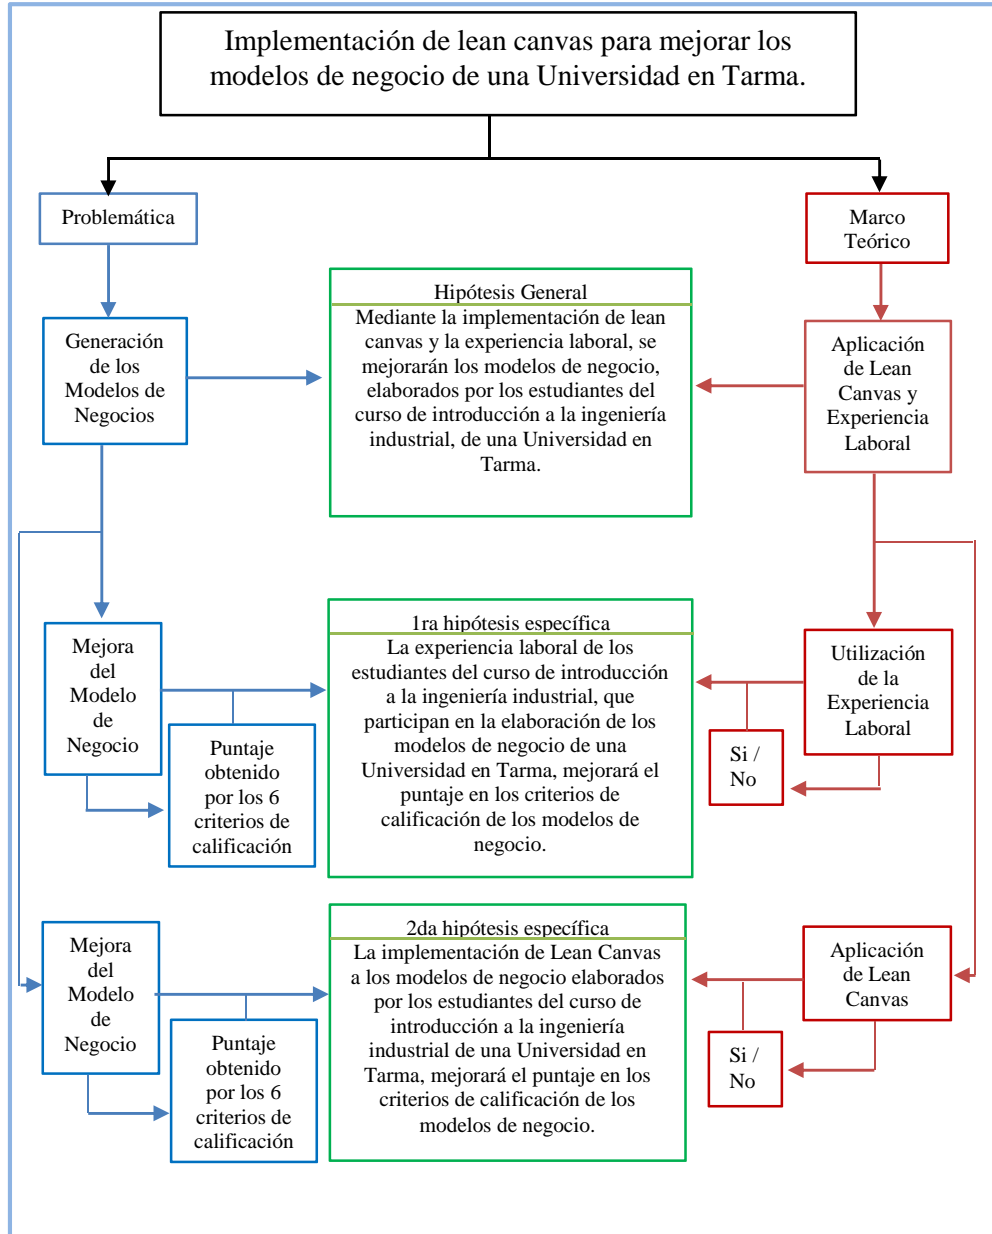 Implementación de lean canvas para mejorar los
modelos de negocio de una Universidad en Tarma.
Problemática
Marco
Teórico
Generación
de los
Modelos de
Negocios
Hipótesis General
Mediante la implementación de lean
canvas y la experiencia laboral, se
mejorarán los modelos de negocio,
elaborados por los estudiantes del
curso de introducción a la ingeniería
industrial, de una Universidad en
Tarma.
Aplicación
de Lean
Canvas y
Experiencia
Laboral
Mejora
del
Modelo
de
Negocio
Puntaje
obtenido
por los 6
criterios de
calificación
1ra hipótesis específica
La experiencia laboral de los
estudiantes del curso de introducción
a la ingeniería industrial, que
participan en la elaboración de los
modelos de negocio de una
Universidad en Tarma, mejorará el
puntaje en los criterios de
calificación de los modelos de
negocio.
Utilización
de la
Experiencia
Laboral
Si /
No
Mejora
del
Modelo
de
Negocio
Puntaje
obtenido
por los 6
criterios de
calificación
2da hipótesis específica
La implementación de Lean Canvas
a los modelos de negocio elaborados
por los estudiantes del curso de
introducción a la ingeniería
industrial de una Universidad en
Tarma, mejorará el puntaje en los
criterios de calificación de los
modelos de negocio.
Aplicación
de Lean
Canvas
Si /
No